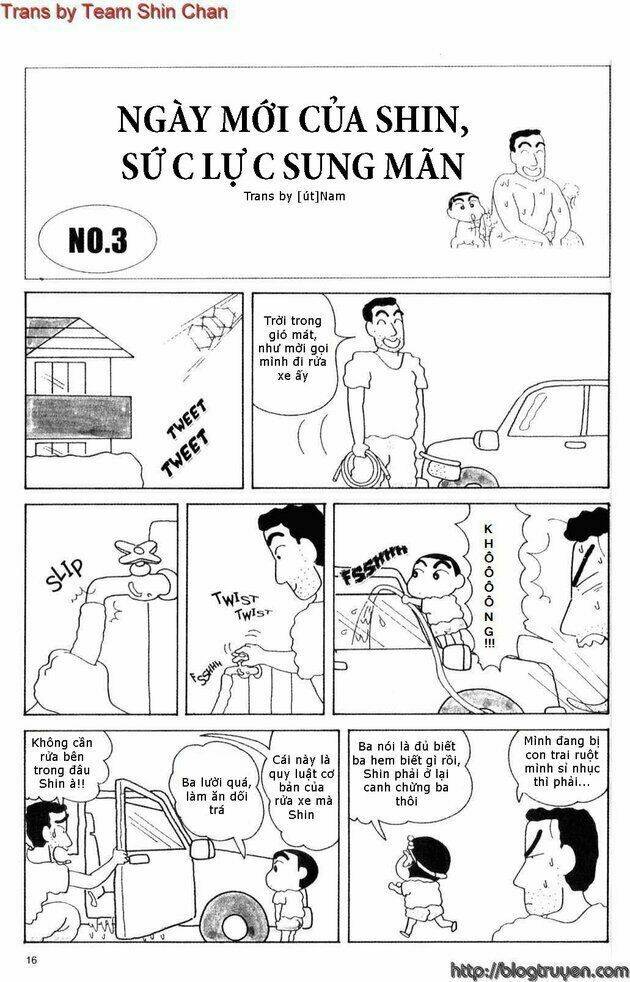 Trans by Team Shin Chan
NGÀY MỚI CỦA SHIN,
SỨ C LỰ C SUNG MÃN
Trans by [út]Nam
NO.3
TWEET
TWEET
Trời trong
gió mát,
như mời gọi
mình đi rửa
xe ấy
SLIP
TWIST
TWIST
FSSHHH
FSSHHH
KHÔÔÔÔNG!!!
Không cần
rửa bên
trong đâu
Shin à!!
Ba lười quá,
làm ăn dối
trá
Cái này là
quy luật cơ
bản của
rửa xe mà
Shin
Ba nói là đủ biết
ba hem biết gì rồi,
Shin phải ở lại
canh chừng ba
thôi
Mình đang bị
con trai ruột
mình sỉ nhục
thì phải...
16
http://blogtruyen.com/